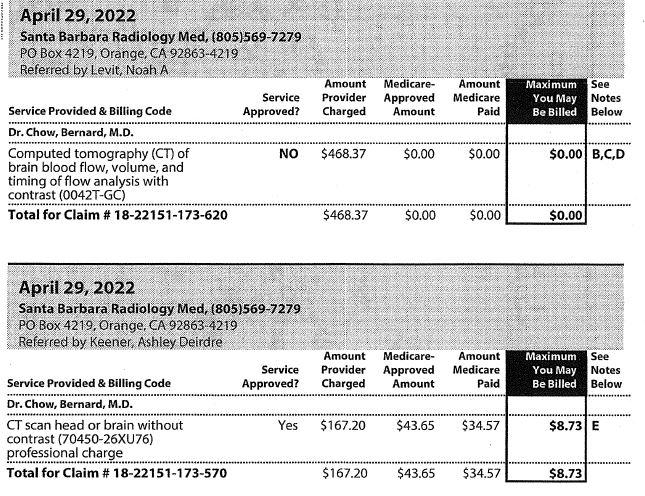 April 29, 2022
Santa Barbara Radiology Med, (805)569-7279
PO Box 4219, Orange, CA 92863-4219
Referred by Levit, Noah A
Service Provided & Billing Code Service Approved? Amount Provider Charged Medicare-Approved Amount Amount Medicare Paid Maximum You May Be Billed See Notes Below
Dr. Chow, Bernard, M.D.
Computed tomography (CT) of NO $468.37 $0.00 $0.00 $0.00 B,C,D
brain blood flow, volume, and
timing of flow analysis with
contrast (0042T-GC)
Total for Claim # 18-22151-173-620 $468.37 $0.00 $0.00 $0.00
April 29, 2022
Santa Barbara Radiology Med, (805)569-7279
PO Box 4219, Orange, CA 92863-4219
Referred by Keener, Ashley Deirdre
Service Provided & Billing Code Service Approved? Amount Provider Charged Medicare-Approved Amount Amount Medicare Paid Maximum You May Be Billed See Notes Below
Dr. Chow, Bernard, M.D.
CT scan head or brain without Yes $167.20 $43.65 $34.57 $8.73 E
contrast (70450-26XU76)
professional charge
Total for Claim # 18-22151-173-570 $167.20 $43.65 $34.57 $8.73